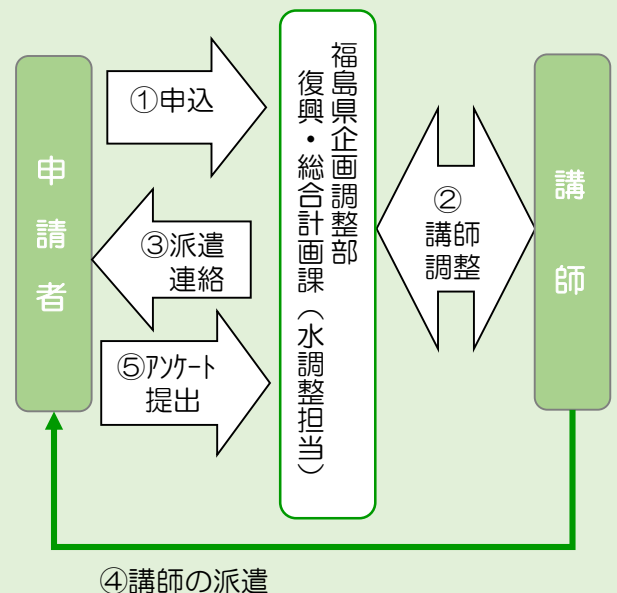 申請者
①申込
③派遣
連絡
⑤ｱﾝｹｰﾄ
提出
福島県企画調整部
復興・総合計画課（水調整担当）
②
講師
調整
講師
④講師の派遣